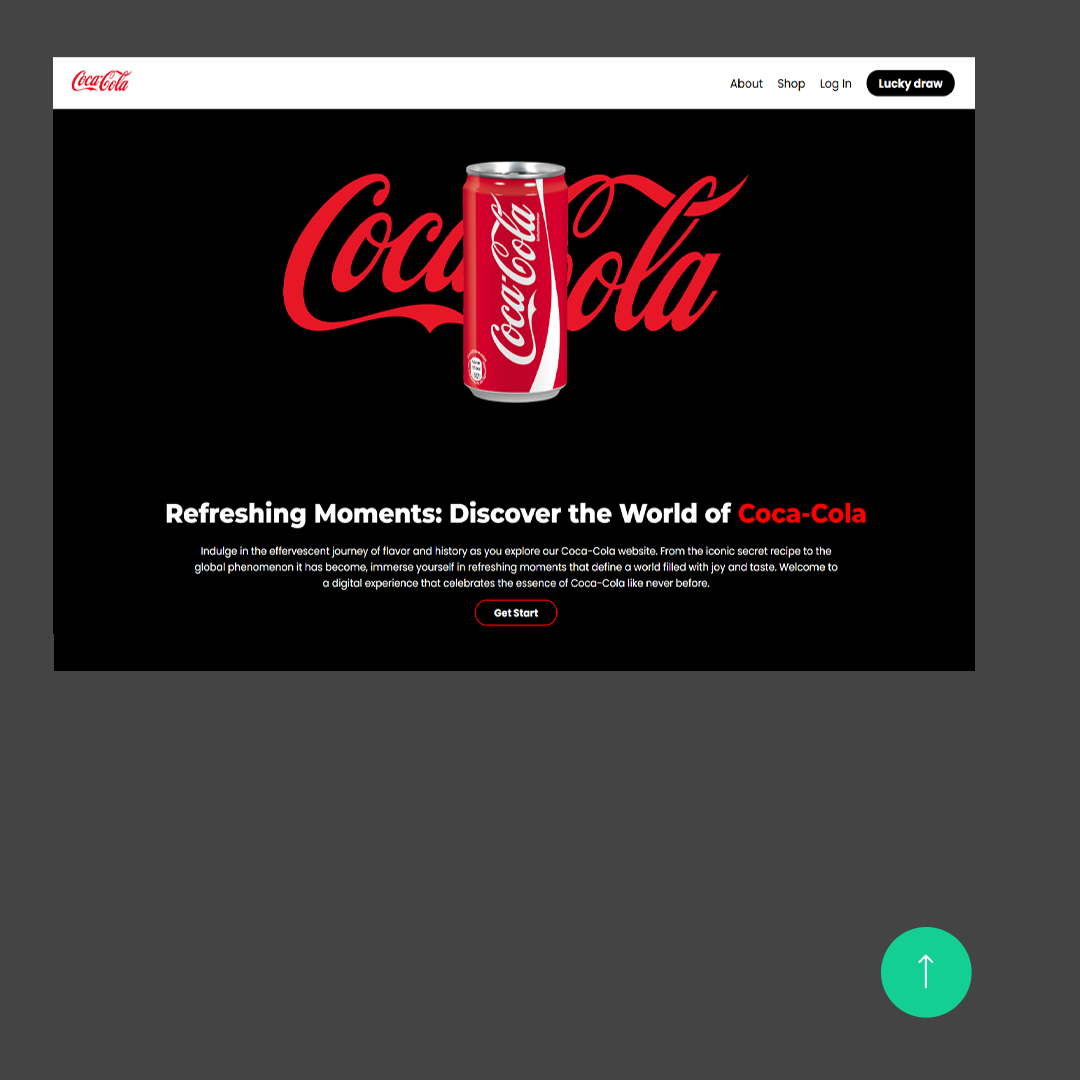 Coca-Cola
About Shop Log In Lucky draw
Coca-Cola
Coca-Cola
Refreshing Moments: Discover the World of Coca-Cola
Indulge in the effervescent journey of flavor and history as you explore our Coca-Cola website. From the iconic secret recipe to the
global phenomenon it has become, immerse yourself in refreshing moments that define a world filled with joy and taste. Welcome to
a digital experience that celebrates the essence of Coca-Cola like never before.
Get Start